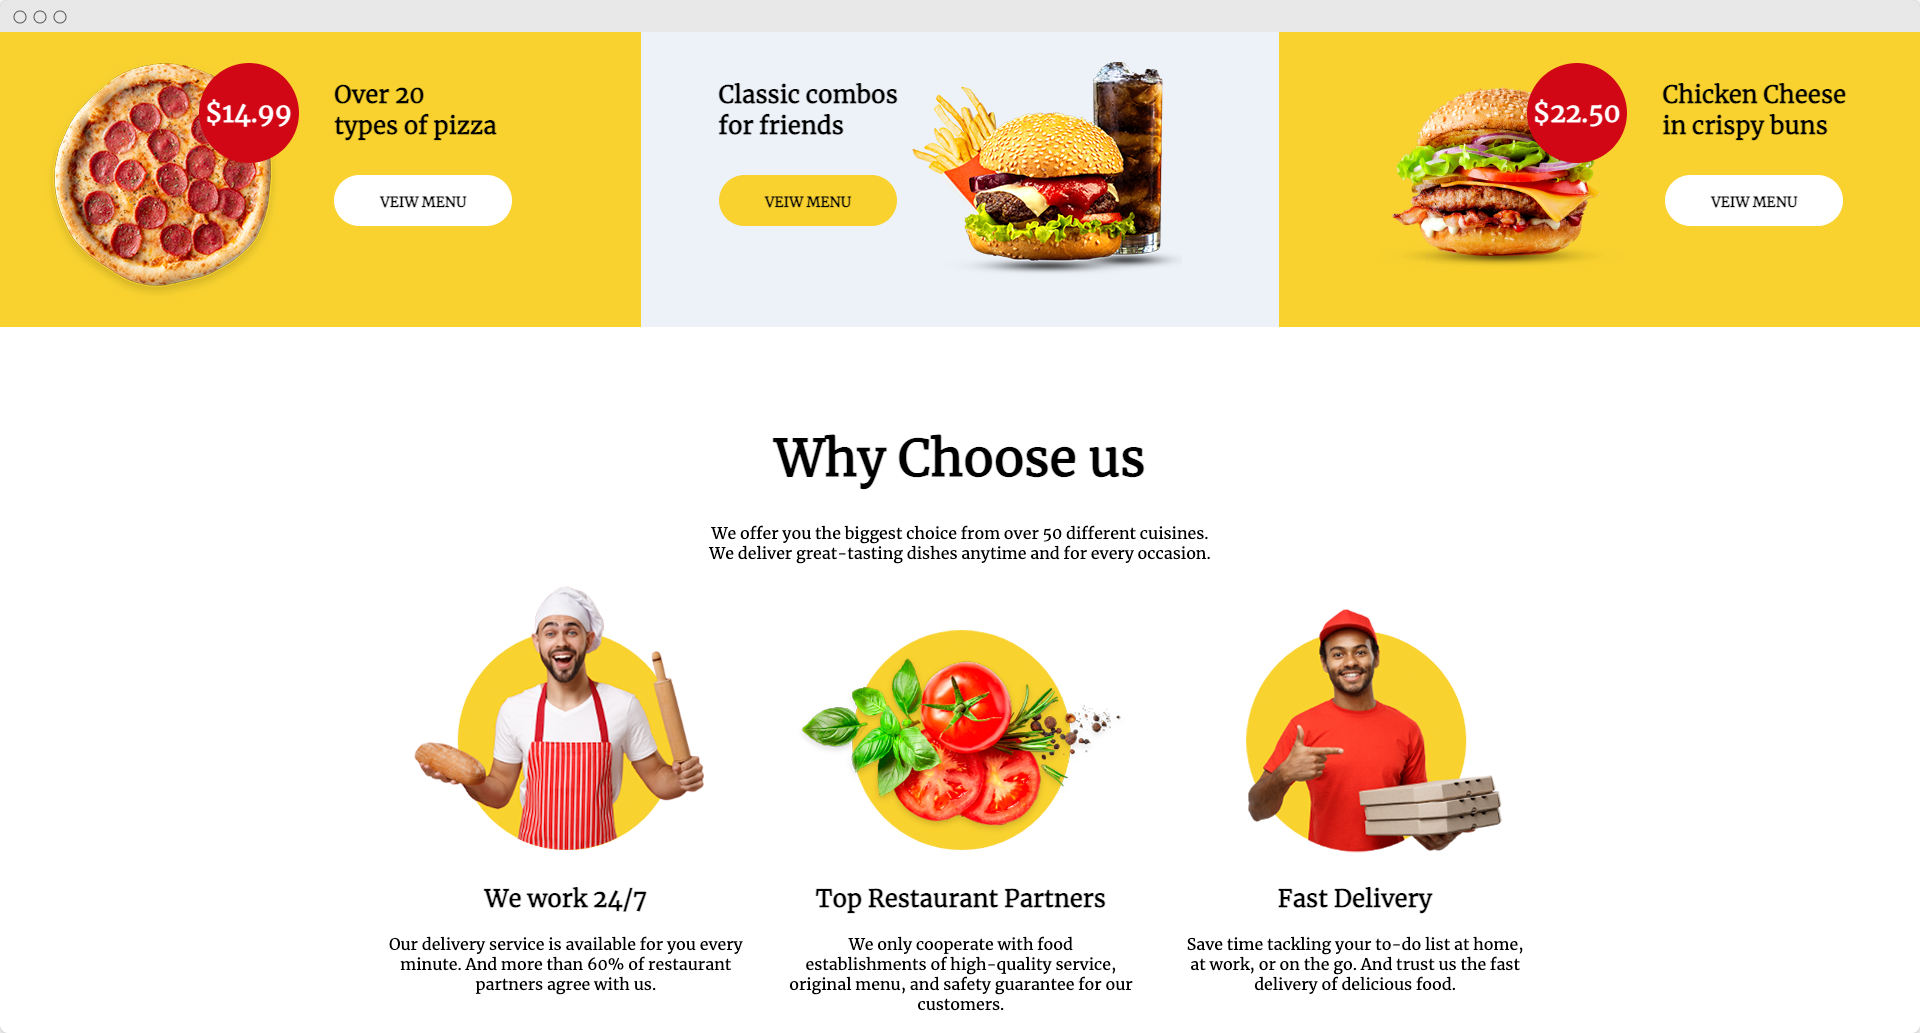 $14.99
Over 20
types of pizza
VEIW MENU
Classic combos
for friends
VEIW MENU
$22.50
Chicken Cheese
in crispy buns
VEIW MENU
Why Choose us
We offer you the biggest choice from over 50 different cuisines.
We deliver great-tasting dishes anytime and for every occasion.
We work 24/7
Our delivery service is available for you every
minute. And more than 60% of restaurant
partners agree with us.
Top Restaurant Partners
We only cooperate with food
establishments of high-quality service,
original menu, and safety guarantee for our
customers.
Fast Delivery
Save time tackling your to-do list at home,
at work, or on the go. And trust us the fast
delivery of delicious food.